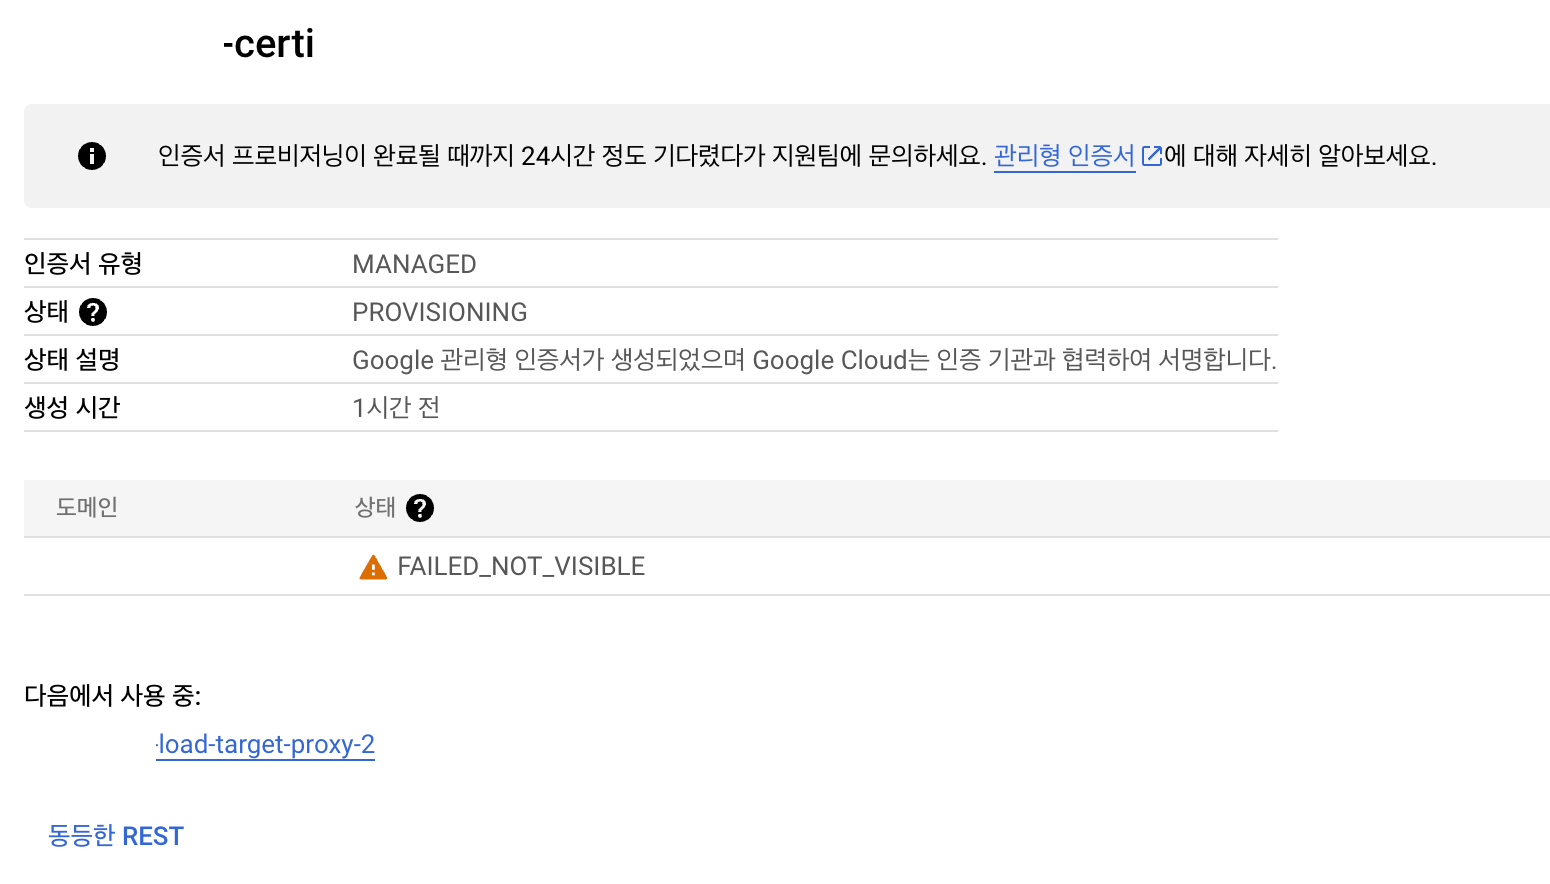 -certi
인증서 프로비저닝이 완료될 때까지 24시간 정도 기다렸다가 지원팀에 문의하세요. 관리형 인증서에 대해 자세히 알아보세요.
인증서 유형 MANAGED
상태 PROVISIONING
상태 설명 Google 관리형 인증서가 생성되었으며 Google Cloud는 인증 기관과 협력하여 서명합니다.
생성 시간 1시간 전
도메인 상태
FAILED_NOT_VISIBLE
다음에서 사용 중:
load-target-proxy-2
동등한 REST